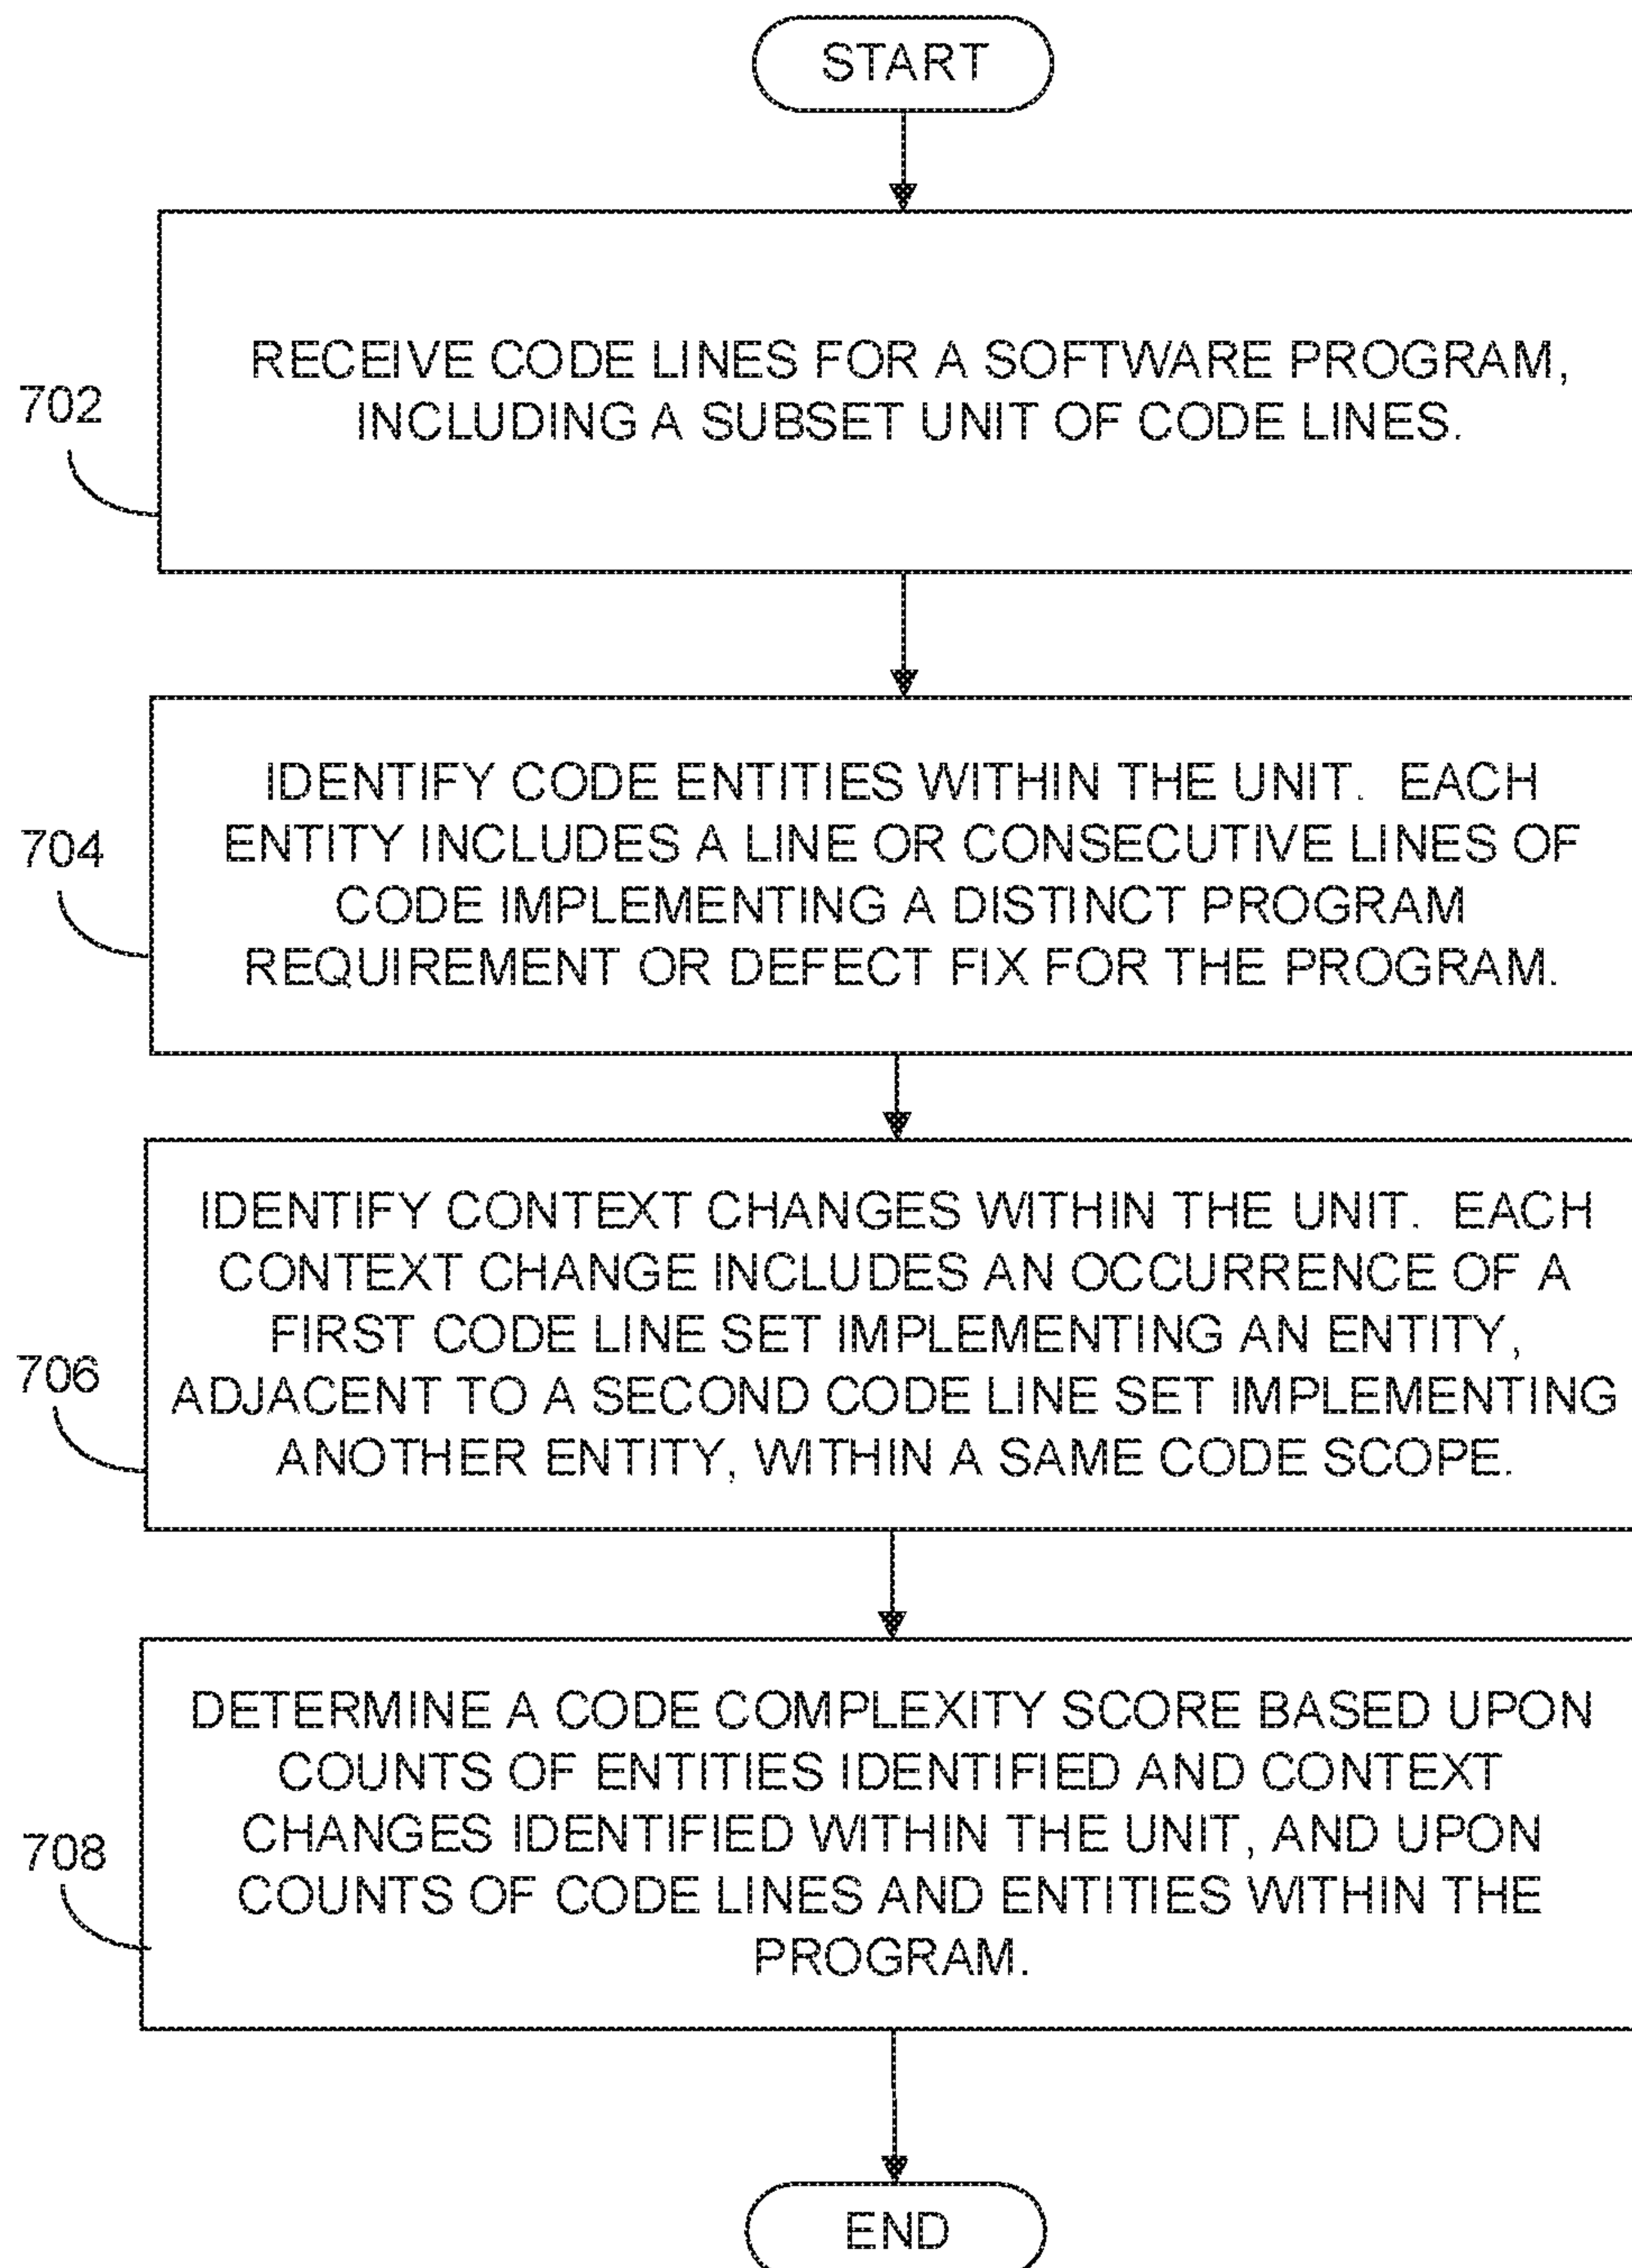 START
RECEIVE CODE LINES FOR A SOFTWARE PROGRAM,
INCLUDING A SUBSET UNIT OF CODE LINES.
702
IDENTIFY CODE ENTITIES WITHIN THE UNIT. EACH
ENTITY INCLUDES A LINE OR CONSECUTIVE LINES OF
CODE IMPLEMENTING A DISTINCT PROGRAM
REQUIREMENT OR DEFECT FIX FOR THE PROGRAM.
704
IDENTIFY CONTEXT CHANGES WITHIN THE UNIT. EACH
CONTEXT CHANGE INCLUDES AN OCCURRENCE OF A
FIRST CODE LINE SET IMPLEMENTING AN ENTITY,
ADJACENT TO A SECOND CODE LINE SET IMPLEMENTING
ANOTHER ENTITY, WITHIN A SAME CODE SCOPE.
706
DETERMINE A CODE COMPLEXITY SCORE BASED UPON
COUNTS OF ENTITIES IDENTIFIED AND CONTEXT
CHANGES IDENTIFIED WITHIN THE UNIT, AND UPON
COUNTS OF CODE LINES AND ENTITIES WITHIN THE
PROGRAM.
708
END